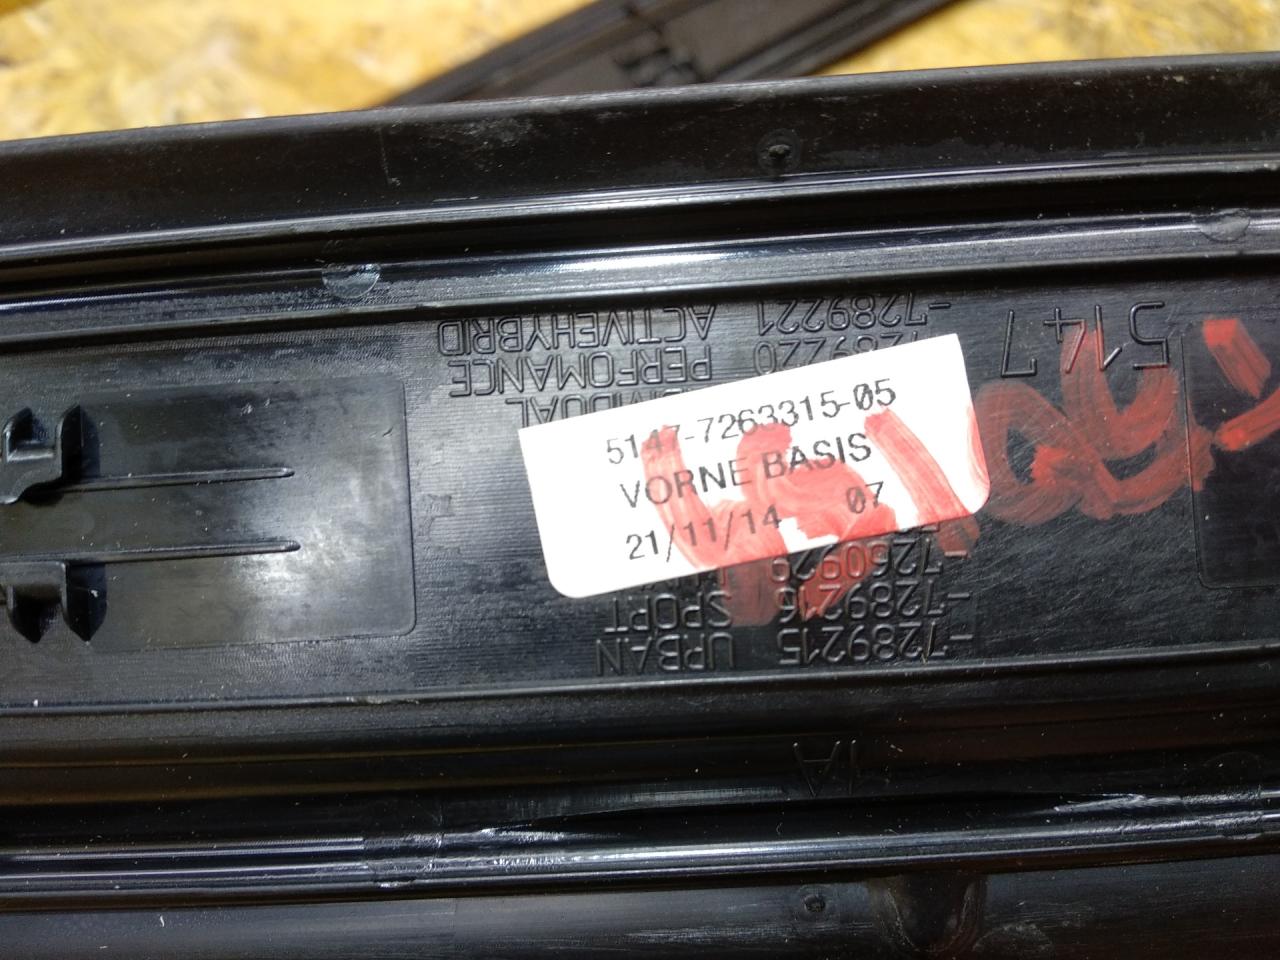 5147-7263315-05
VORNE BASIS
21/11/14 07
5147
-7289215 URBAN
-7289216 SPORT
-7260929
7289220 PERFOMANCE
-7289221 ACTIVEHYBRID
1A